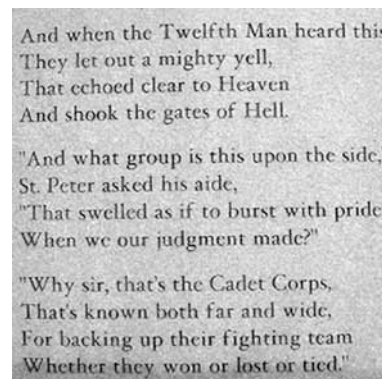 And when the Twelfth Man heard this
They let out a mighty yell,
That echoed clear to Heaven
And shook the gates of Hell.
"And what group is this upon the side,
St. Peter asked his aide,
"That swelled as if to burst with pride
When we our judgment made?"
"Why sir, that's the Cadet Corps,
That's known both far and wide,
For backing up their fighting team
Whether they won or lost or tied."